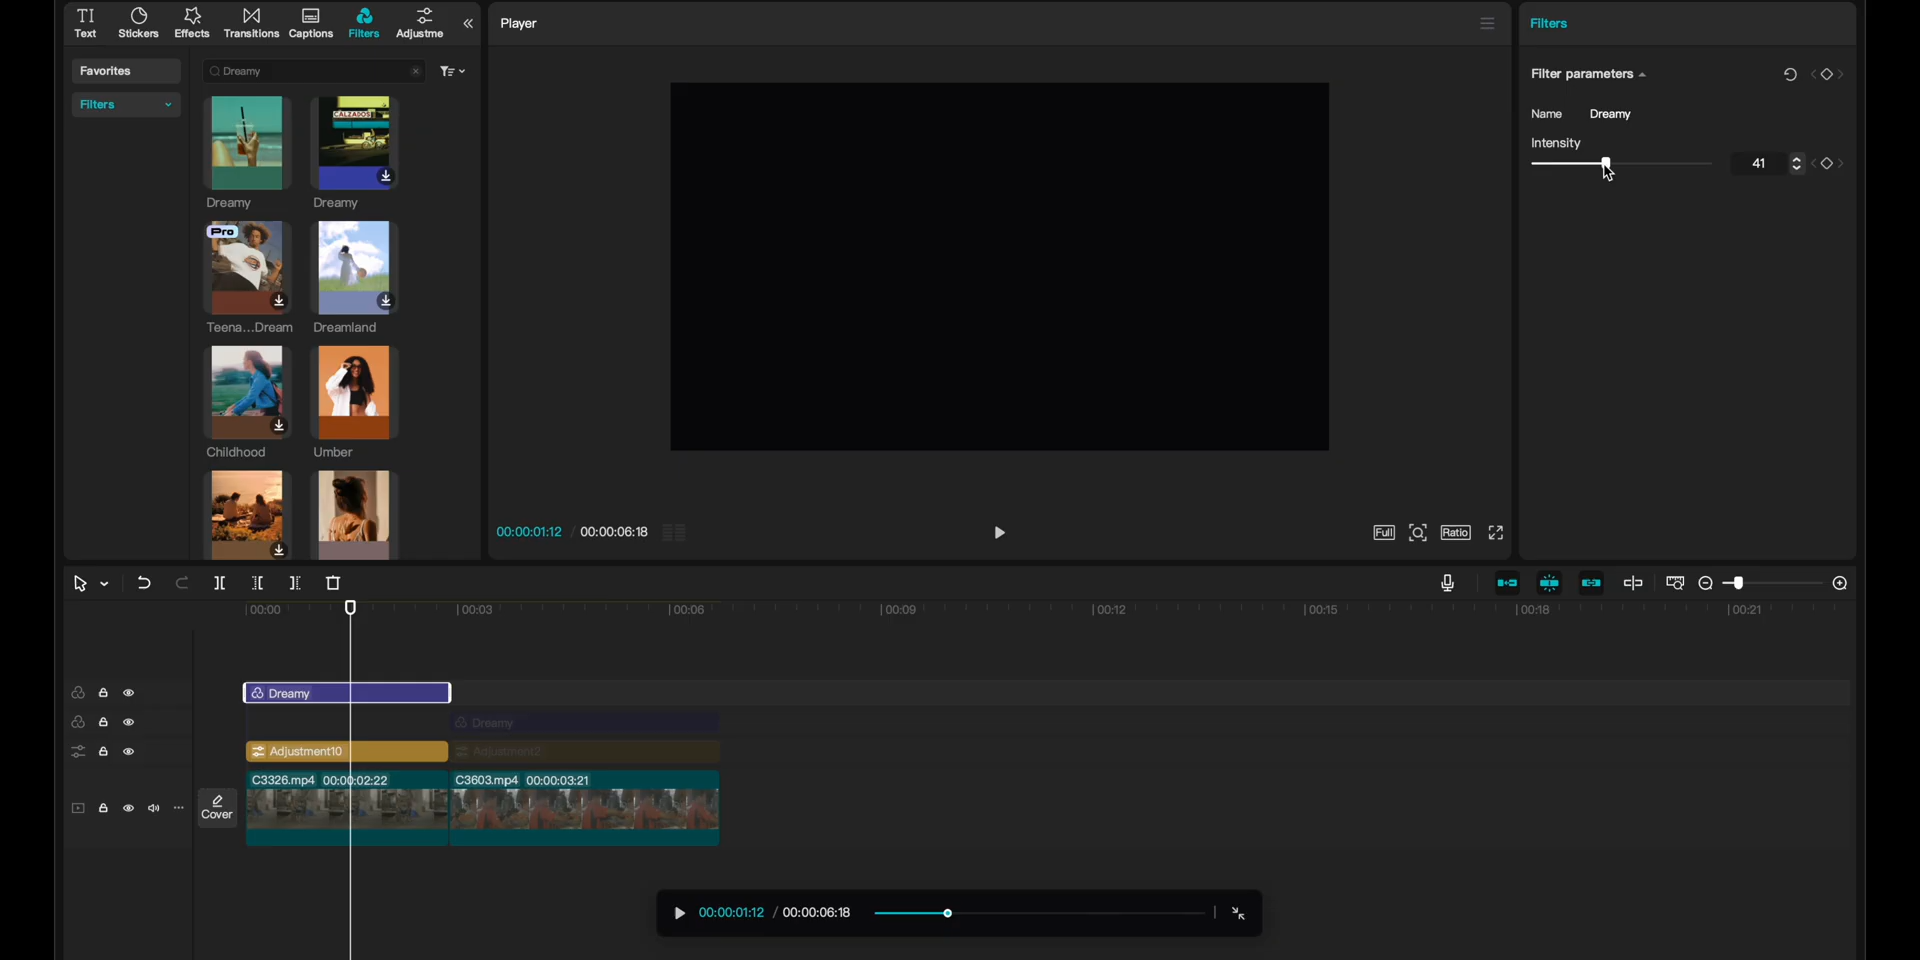 Text
Stickers
Effects
Transitions
Captions
Filters
Adjustme
Player
Filters
Favorites
Dreamy
Filters
Filter parameters
CALZADOS
Name Dreamy
Intensity
41
Dreamy
Dreamy
Pro
Teena...Dream
Dreamland
Childhood
Umber
00:00:01:12 / 00:00:06:18
Full
Ratio
00:00
00:03
00:06
00:09
00:12
00:15
00:18
00:21
Dreamy
Dreamy
Adjustment10
Adjustment2
C3326.mp4 00:00:02:22
C3603.mp4 00:00:03:21
Cover
00:00:01:12 / 00:00:06:18